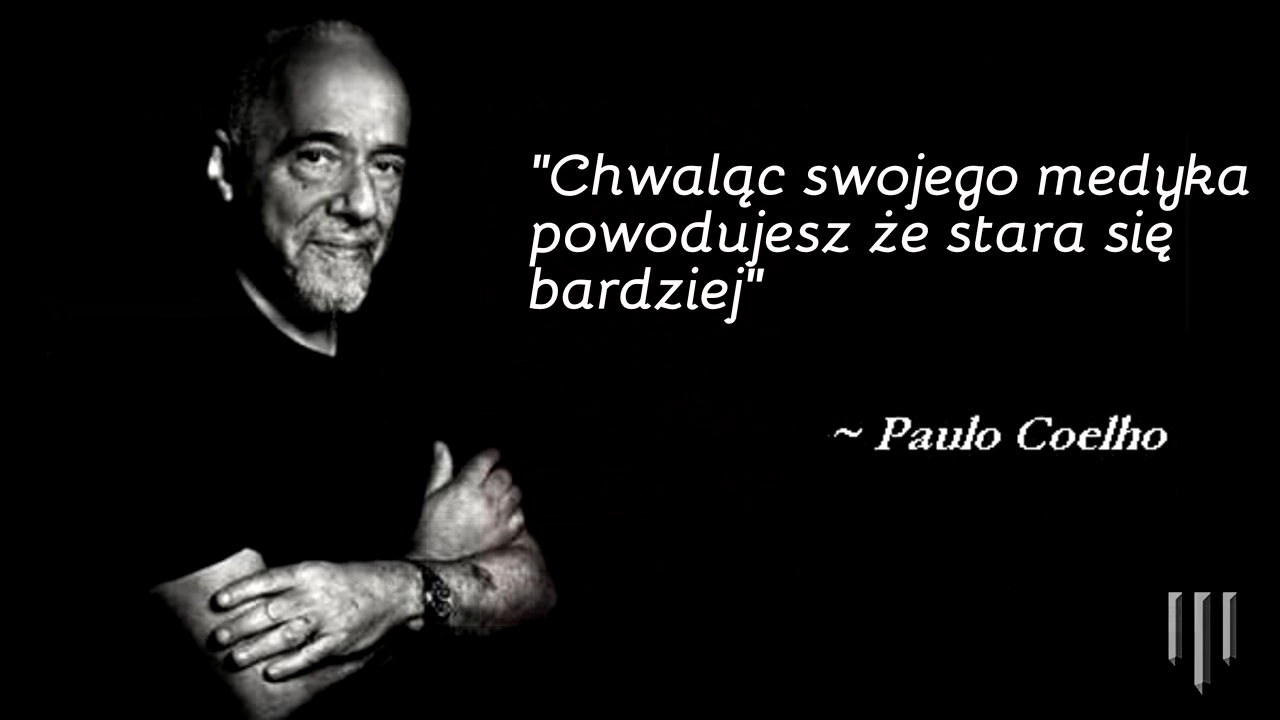 "Chwaląc swojego medyka
powodujesz że stara się
bardziej"
~ Paulo Coelho